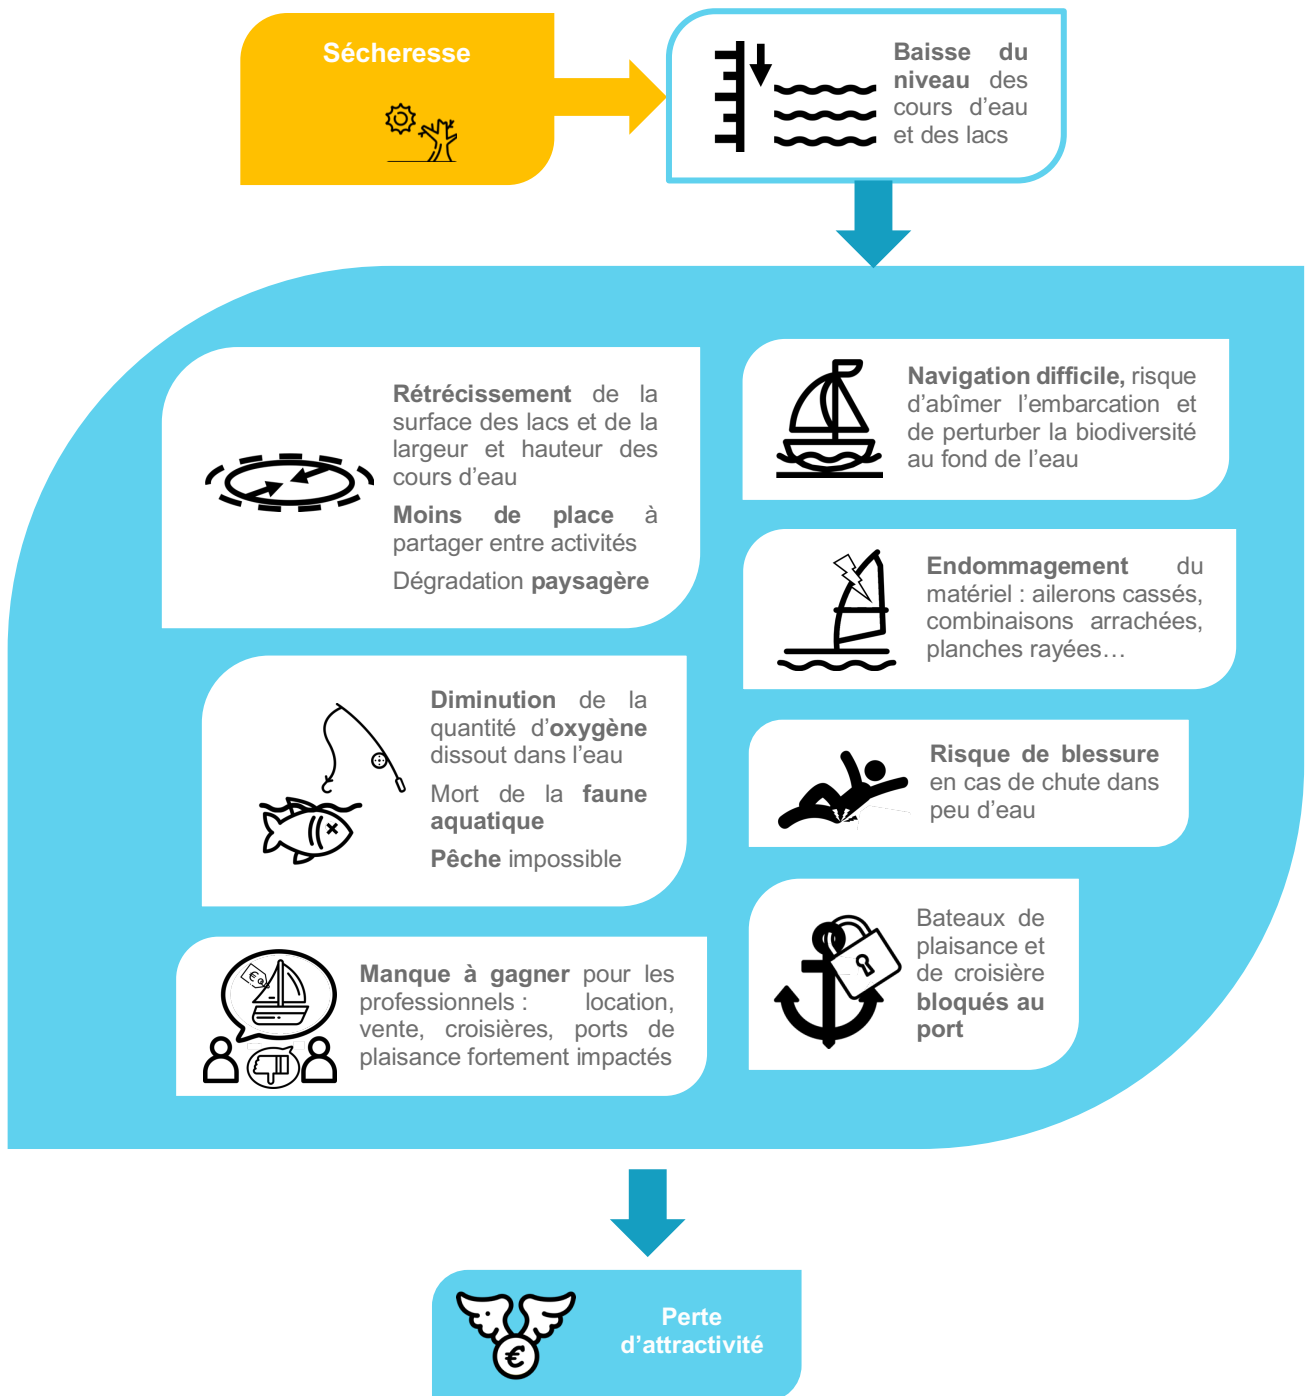 Sécheresse
Baisse du
niveau des
cours d'eau
et des lacs
Rétrécissement de la
surface des lacs et de la
largeur et hauteur des
cours d'eau
Moins de place à
partager entre activités
Dégradation paysagère
Navigation difficile, risque
d'abîmer l'embarcation et
de perturber la biodiversité
au fond de l'eau
Endommagement du
matériel : ailerons cassés,
combinaisons arrachées,
planches rayées…
Diminution de la
quantité d'oxygène
dissout dans l'eau
Mort de la faune
aquatique
Pêche impossible
Risque de blessure
en cas de chute dans
peu d'eau
Manque à gagner pour les
professionnels : location,
vente, croisières, ports de
plaisance fortement impactés
€
Bateaux de
plaisance et
de croisière
bloqués au
port
€
Perte
d'attractivité